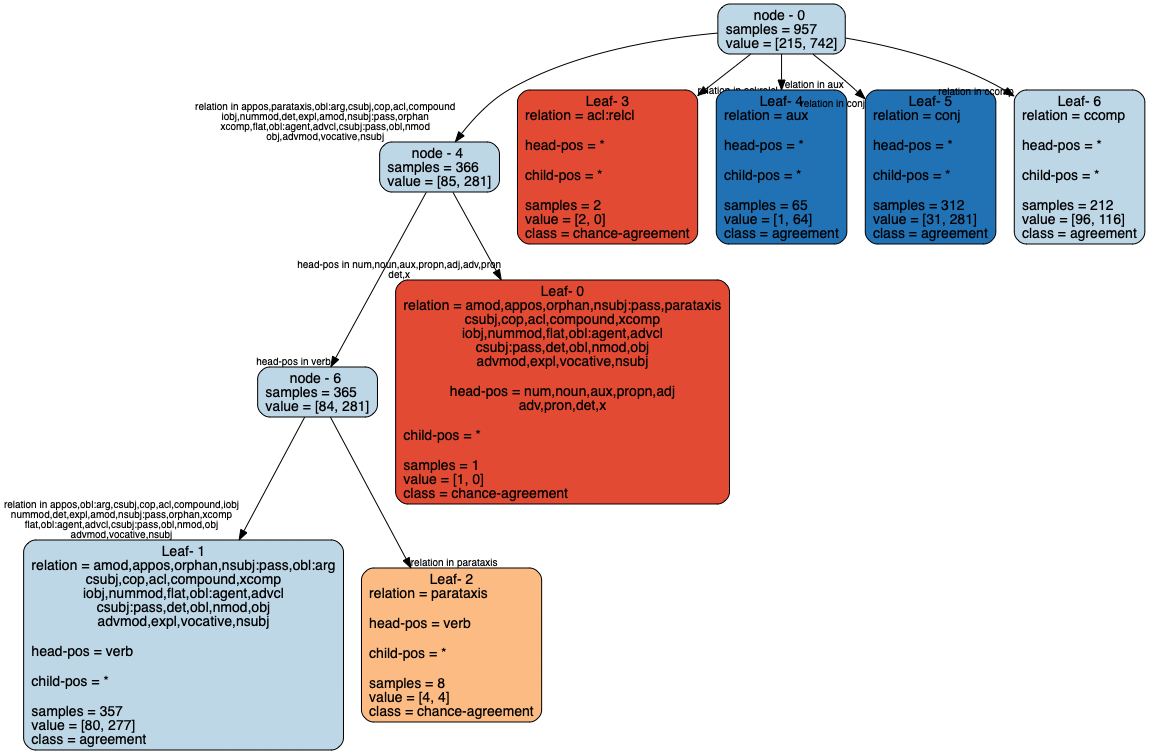 node - 0
samples = 957
value = [215, 742]
relation in appos,parataxis,obl:arg,csubj,cop,acl,compound
iobj,nummod,det,expl,amod,nsubj:pass,orphan
xcomp,flat,obl:agent,advcl,csubj:pass,obl,nmod
obj,advmod,vocative,nsubj
node - 4
samples = 366
value = [85, 281]
relation in acl:relcl
Leaf- 3
relation = acl:relcl
head-pos = *
child-pos = *
samples = 2
value = [2, 0]
class = chance-agreement
relation in aux
Leaf- 4
relation = aux
head-pos = *
child-pos = *
samples = 65
value = [1, 64]
class = agreement
relation in conj
Leaf- 5
relation = conj
head-pos = *
child-pos = *
samples = 312
value = [31, 281]
class = agreement
relation in ccomp
Leaf- 6
relation = ccomp
head-pos = *
child-pos = *
samples = 212
value = [96, 116]
class = agreement
head-pos in num,noun,aux,propn,adj,adv,pron
det,x
Leaf- 0
relation = amod,appos,orphan,nsubj:pass,parataxis
csubj,cop,acl,compound,xcomp
iobj,nummod,flat,obl:agent,advcl
csubj:pass,det,obl,nmod,obj
advmod,expl,vocative,nsubj
head-pos = num,noun,aux,propn,adj
adv,pron,det,x
child-pos = *
samples = 1
value = [1, 0]
class = chance-agreement
head-pos in verb
node - 6
samples = 365
value = [84, 281]
relation in appos,obl:arg,csubj,cop,acl,compound,iobj
nummod,det,expl,amod,nsubj:pass,orphan,xcomp
flat,obl:agent,advcl,csubj:pass,obl,nmod,obj
advmod,vocative,nsubj
Leaf- 1
relation = amod,appos,orphan,nsubj:pass,obl:arg
csubj,cop,acl,compound,xcomp
iobj,nummod,flat,obl:agent,advcl
csubj:pass,det,obl,nmod,obj
advmod,expl,vocative,nsubj
head-pos = verb
child-pos = *
samples = 357
value = [80, 277]
class = agreement
relation in parataxis
Leaf- 2
relation = parataxis
head-pos = verb
child-pos = *
samples = 8
value = [4, 4]
class = chance-agreement